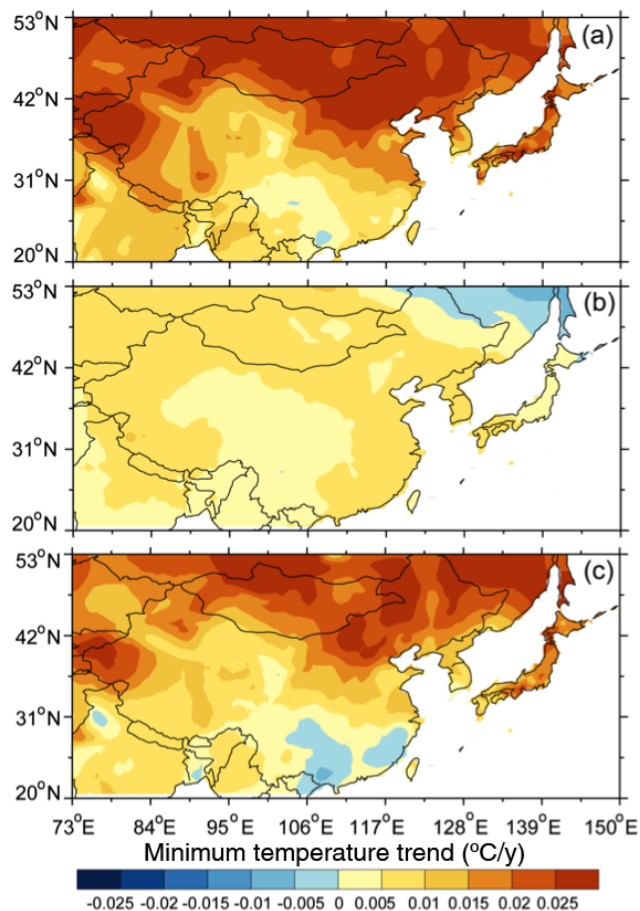 53°N (a)
42°N
31°N
20°N
53°N (b)
42°N
31°N
20°N
53°N (c)
42°N
31°N
20°N
73°E 84°E 95°E 106°E 117°E 128°E 139°E 150°E
Minimum temperature trend (°C/y)
-0.025 -0.02 -0.015 -0.01 -0.005 0 0.005 0.01 0.015 0.02 0.025